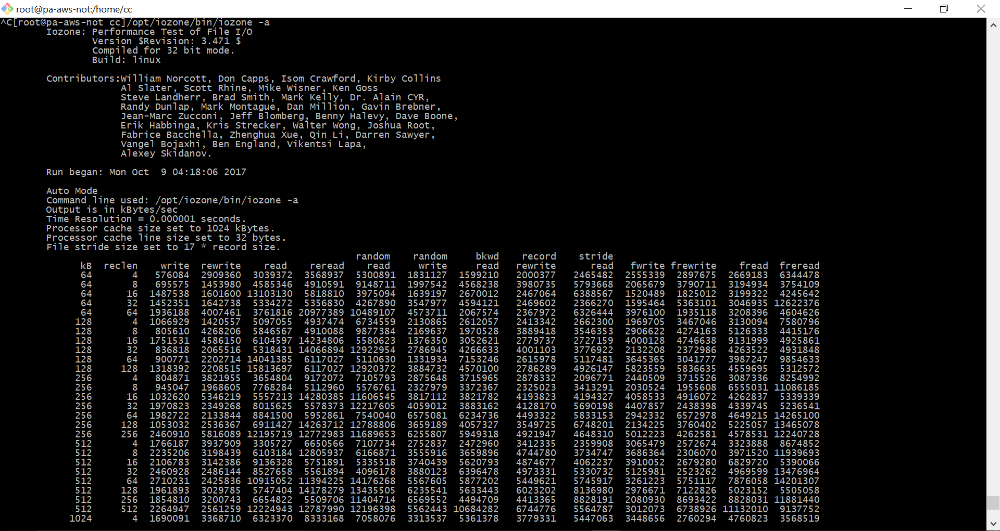 root@pa-aws-not:/home/cc
^C[root@pa-aws-not cc]/opt/iozone/bin/iozone -a
Iozone: Performance Test of File I/O
Version $Revision: 3.471 $
Compiled for 32 bit mode.
Build: linux
Contributors:William Norcott, Don Capps, Isom Crawford, Kirby Collins
Al Slater, Scott Rhine, Mike Wisner, Ken Goss
Steve Landherr, Brad Smith, Mark Kelly, Dr. Alain CYR,
Randy Dunlap, Mark Montague, Dan Million, Gavin Brebner,
Jean-Marc Zucconi, Jeff Blomberg, Benny Halevy, Dave Boone,
Erik Habbinga, Kris Strecker, Walter Wong, Joshua Root,
Fabrice Bacchella, Zhenghua Xue, Qin Li, Darren Sawyer,
Vangel Bojaxhi, Ben England, Vikentsi Lapa,
Alexey Skidanov.
Run began: Mon Oct  9 04:18:06 2017
Auto Mode
Command line used: /opt/iozone/bin/iozone -a
Output is in kBytes/sec
Time Resolution = 0.000001 seconds.
Processor cache size set to 1024 kBytes.
Processor cache line size set to 32 bytes.
File stride size set to 17 * record size.
random random bkwd record stride
kB reclen write rewrite read reread read write read rewrite read fwrite frewrite fread freread
64 4 576084 2909360 3039372 3568937 5300891 1831127 1599210 2000377 2465482 2555339 2897675 2669183 6344478
64 8 695575 1453980 4585346 4910591 9148711 1997542 4568238 3980735 5793668 2065679 3790711 3194934 3754109
64 16 1487538 1601600 13103130 5818810 3975094 1639197 2670012 2467064 6388567 1520489 1825012 3199322 4245642
64 32 1452351 1642738 5334272 5356830 4267890 3547977 4594121 2469602 2366270 1595464 5363101 3046935 12622376
64 64 1936188 4007461 3761816 20977389 10489107 4573711 2067574 2367972 6326444 3976100 1935118 3208396 4604626
128 4 1066929 1420557 5097055 4937474 6734559 2130865 2612057 2413342 2662300 1969705 3467046 3130094 7580796
128 8 805610 4268206 5846567 4910088 9877384 2169637 1970528 3889418 3546353 2906622 4274163 5126333 4415176
128 16 1751531 4586150 6104597 14234806 5580623 1376350 3052621 2779737 2727159 4000128 4746638 9131999 4925861
128 32 836818 2065516 5318431 14066894 12922954 2786945 4266633 4001103 3776922 2132208 2372986 4263522 4931848
128 64 900771 2202714 14041385 6117027 5110630 1331934 7153246 2615978 5117481 3645365 3041777 3987247 9854633
128 128 1318392 2208515 15813697 6117027 12920372 3884732 4570100 2786289 4926147 5823559 5836635 4559695 5312572
256 4 804871 3821955 3654804 9172072 7105793 2875648 3715965 2878332 2096771 2440509 3715526 3087336 8254992
256 8 945047 1968605 7768284 5112960 5576761 2327979 3372367 2325023 3413291 2030524 1955608 6555031 11086185
256 16 1032620 5346219 5557213 14280385 11606545 3817112 3821782 4193823 4194327 4058533 4916072 4262837 5339339
256 32 1970823 2349268 8015625 5578373 12217605 4059012 3883162 4128170 5690198 4407857 2438398 4339745 5236541
256 64 1982722 2133844 8841500 5952861 7540040 6575081 6234736 4493322 5833153 2942332 6572978 4649215 14265100
256 128 1053032 2536367 6911427 14263712 12788806 3659189 4057327 3549725 6748201 2134225 3760402 5225057 13465078
256 256 2460910 5816089 12195719 12772983 11689653 6255807 5949318 4921947 4648310 5012223 4262581 4578531 12240728
512 4 1766187 3937909 3305727 6650566 7107734 2752837 2472960 3412335 2359908 3065479 2572674 3323888 8674852
512 8 2235206 3198439 6103184 12805937 6166871 3555916 3659896 4744780 3734747 3686364 2306070 3971520 11939693
512 16 2106783 3142386 9136328 5751891 5335518 3740439 5620793 4874677 4062237 3910052 2679280 6829720 5390066
512 32 2460928 2486144 8527658 5561894 4096178 3880123 6396478 4973331 5330732 5125981 2523262 4969599 13476964
512 64 2710231 2425836 10915052 11394225 14176268 5567605 5877202 5449621 5745917 3261223 5751117 7876058 14201307
512 128 1961893 3029785 5747404 14178279 13435505 6235541 5633443 6023202 8136980 2976671 7122826 5023152 5505058
512 256 1854810 3200743 6654822 5509706 11404714 6569552 4494709 4413365 8828191 2080930 8693422 8828031 11881440
512 512 2264947 2561259 12224943 12787990 12196398 5562443 10684282 6744776 5564787 3012073 6738926 11132010 9137752
1024 4 1690091 3368710 6323370 8333168 7058076 3313537 5361378 3779331 5447063 3448656 2760294 4760823 3568519